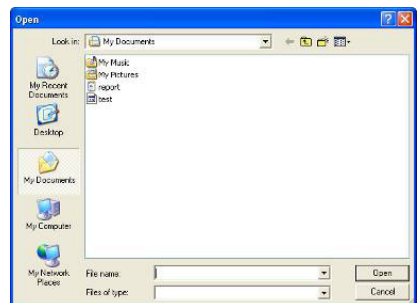 Open
Look in:
My Documents
My Recent
Documents
Desktop
My Documents
My Computer
My Network
Places
My Music
My Pictures
report
test
File name:
Open
Files of type:
Cancel